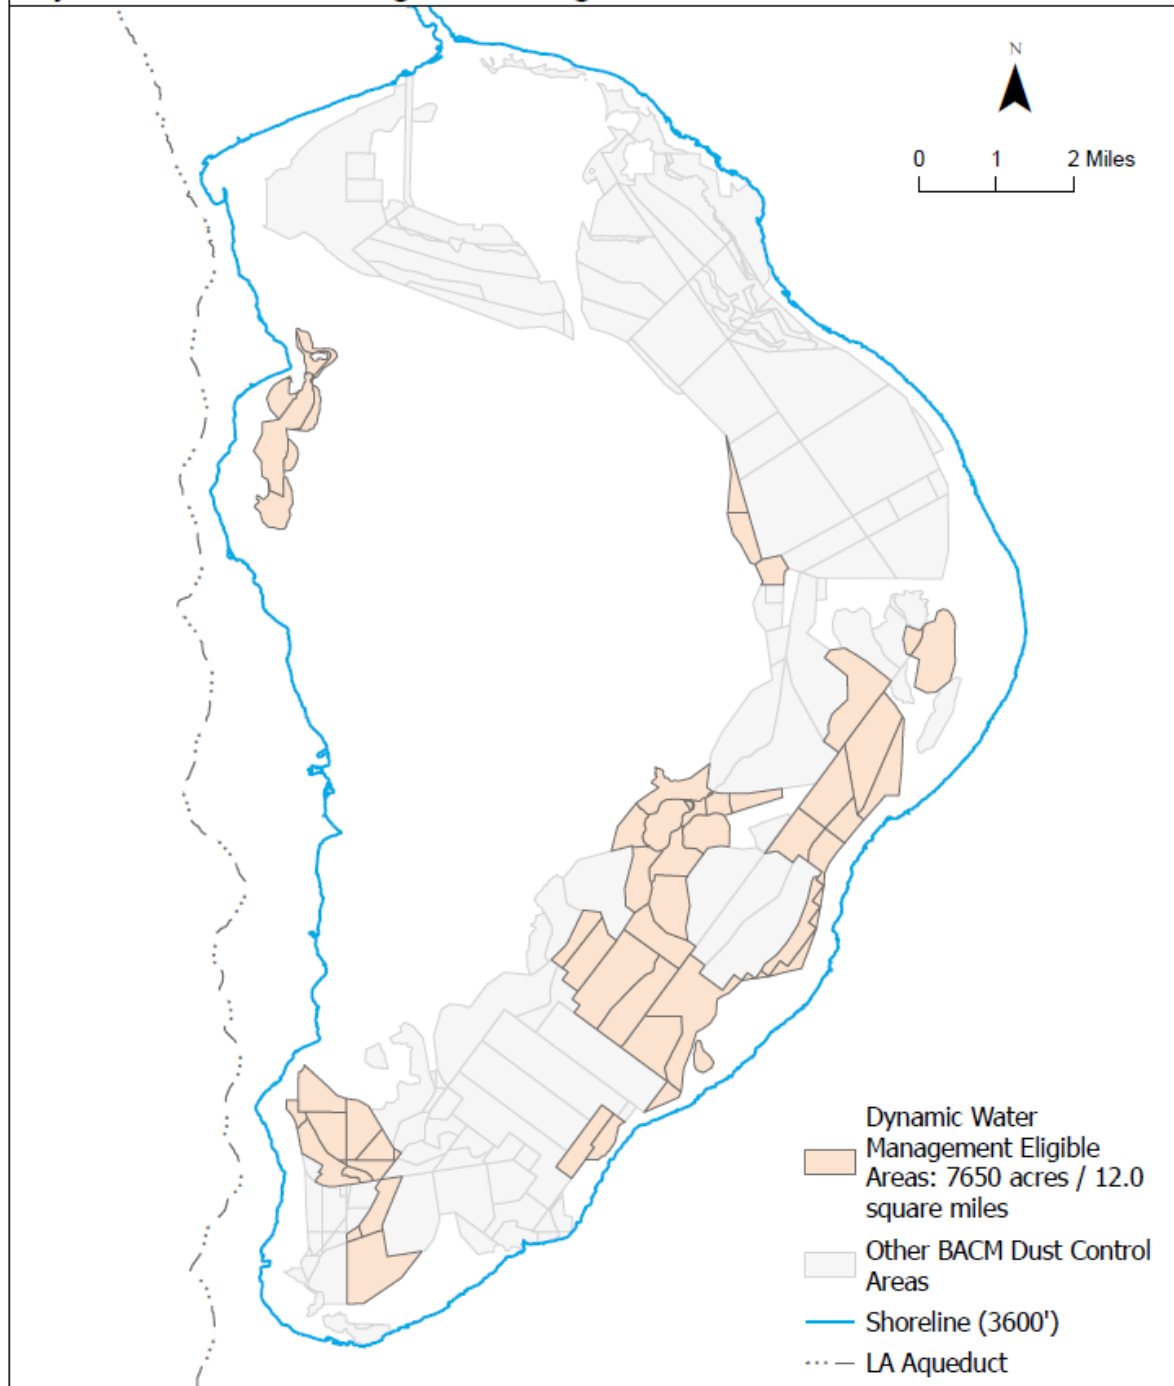 N
0 1 2 Miles
Dynamic Water
Management Eligible
Areas: 7650 acres / 12.0
square miles
Other BACM Dust Control
Areas
Shoreline (3600')
LA Aqueduct